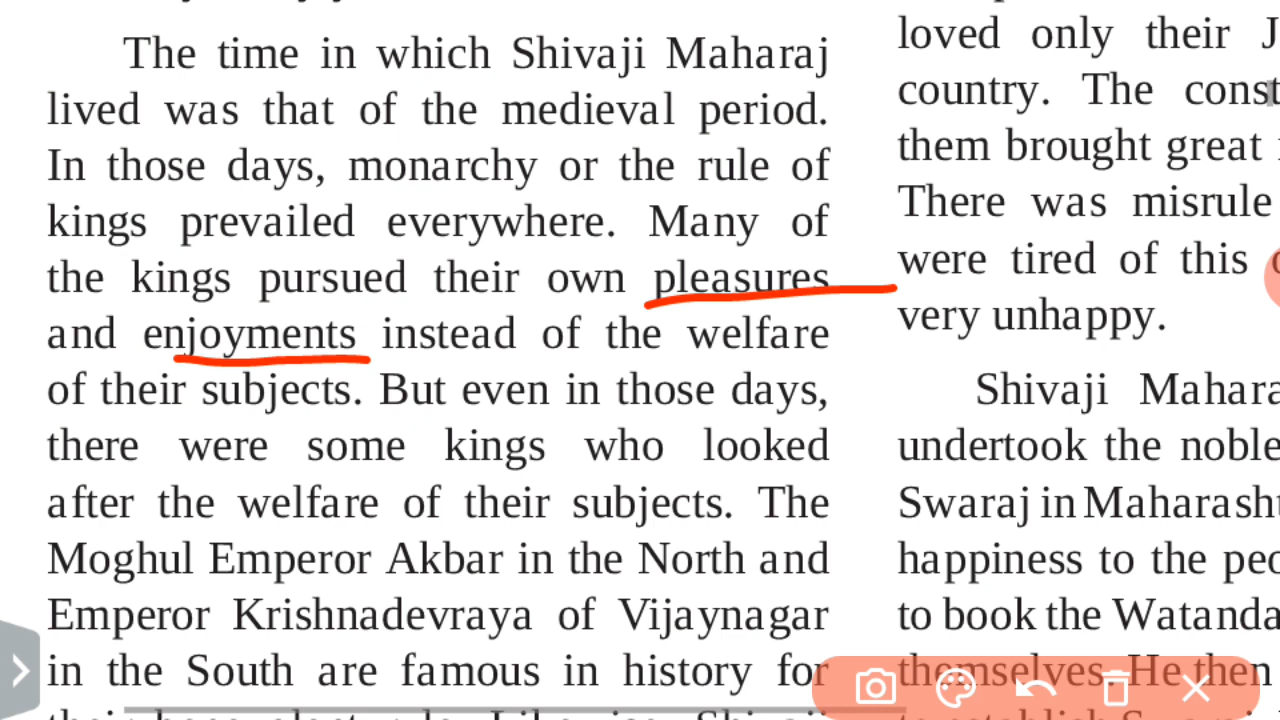 The time in which Shivaji Maharaj
lived was that of the medieval period.
In those days, monarchy or the rule of
kings prevailed everywhere. Many of
the kings pursued their own pleasures
and enjoyments instead of the welfare
of their subjects. But even in those days,
there were some kings who looked
after the welfare of their subjects. The
Moghul Emperor Akbar in the North and
Emperor Krishnadevraya of Vijaynagar
in the South are famous in history for
loved only their J
country. The const
them brought great
There was misrule
were tired of this
very unhappy.
Shivaji Mahara
undertook the noble
Swaraj in Maharasht
happiness to the peo
to book the Watanda
themselves. He then